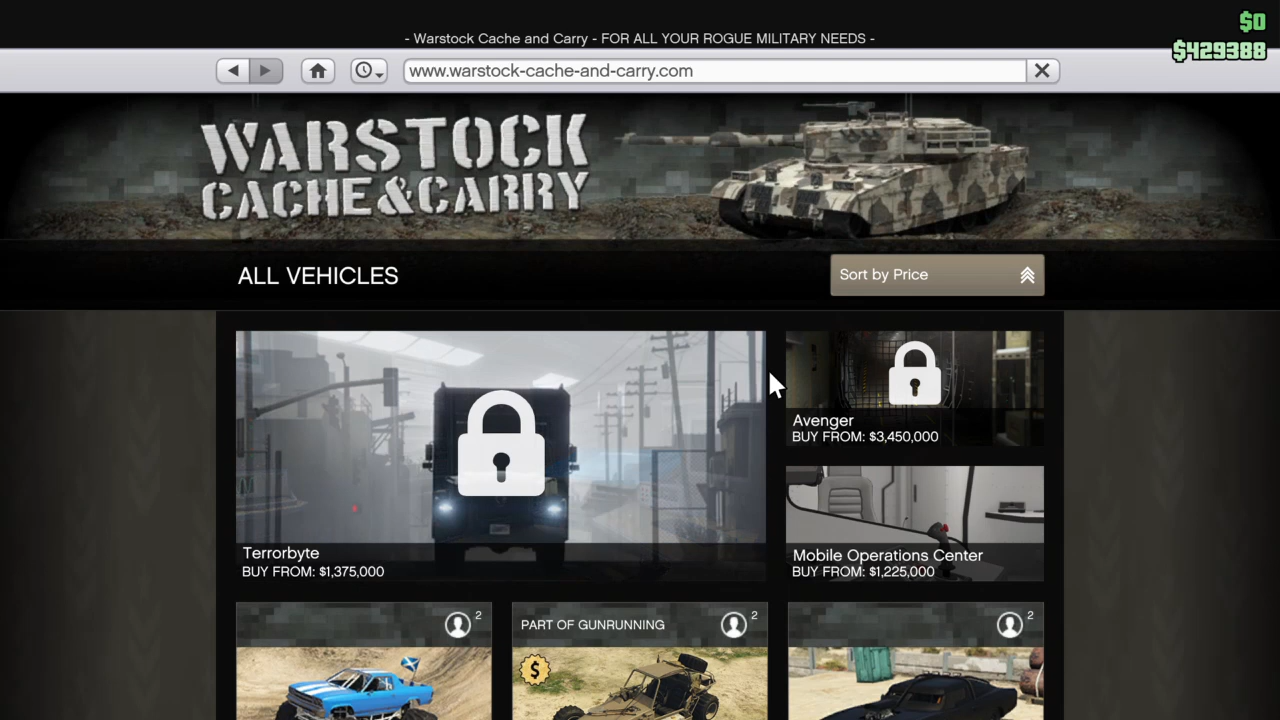 - Warstock Cache and Carry - FOR ALL YOUR ROGUE MILITARY NEEDS -
$0
$429388
www.warstock-cache-and-carry.com
WARSTOCK
CACHE&CARRY
ALL VEHICLES
Sort by Price
Terrorbyte
BUY FROM: $1,375,000
Avenger
BUY FROM: $3,450,000
Mobile Operations Center
BUY FROM: $1,225,000
2
PART OF GUNRUNNING
2
2
$